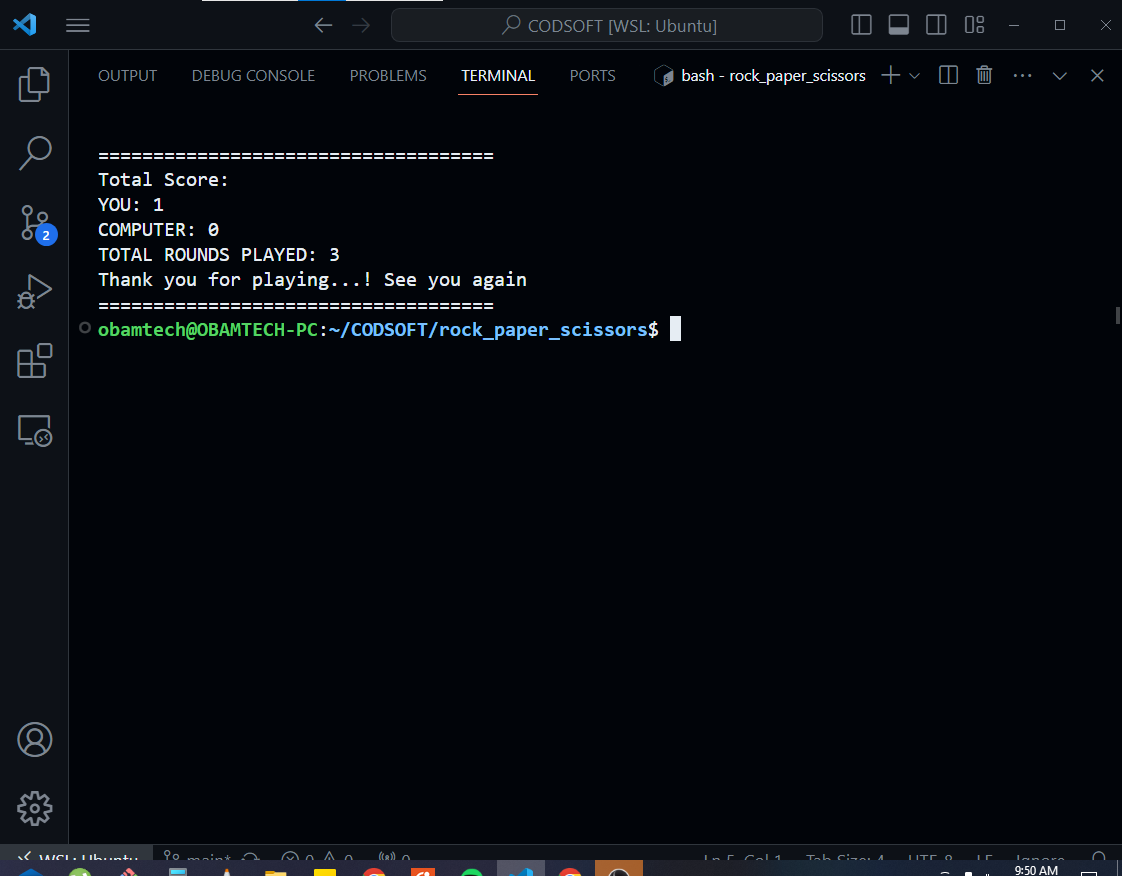 CODSOFT [WSL: Ubuntu]
OUTPUT DEBUG CONSOLE PROBLEMS TERMINAL PORTS bash - rock_paper_scissors
====================================
Total Score:
YOU: 1
COMPUTER: 0
TOTAL ROUNDS PLAYED: 3
Thank you for playing...! See you again
====================================
obamtech@OBAMTECH-PC:~/CODSOFT/rock_paper_scissors$
2
WSL: Ubuntu main* 0 0 0 Ln 5, Col 1 Tab Size: 4 UTF-8 LF Ignore
9:50 AM